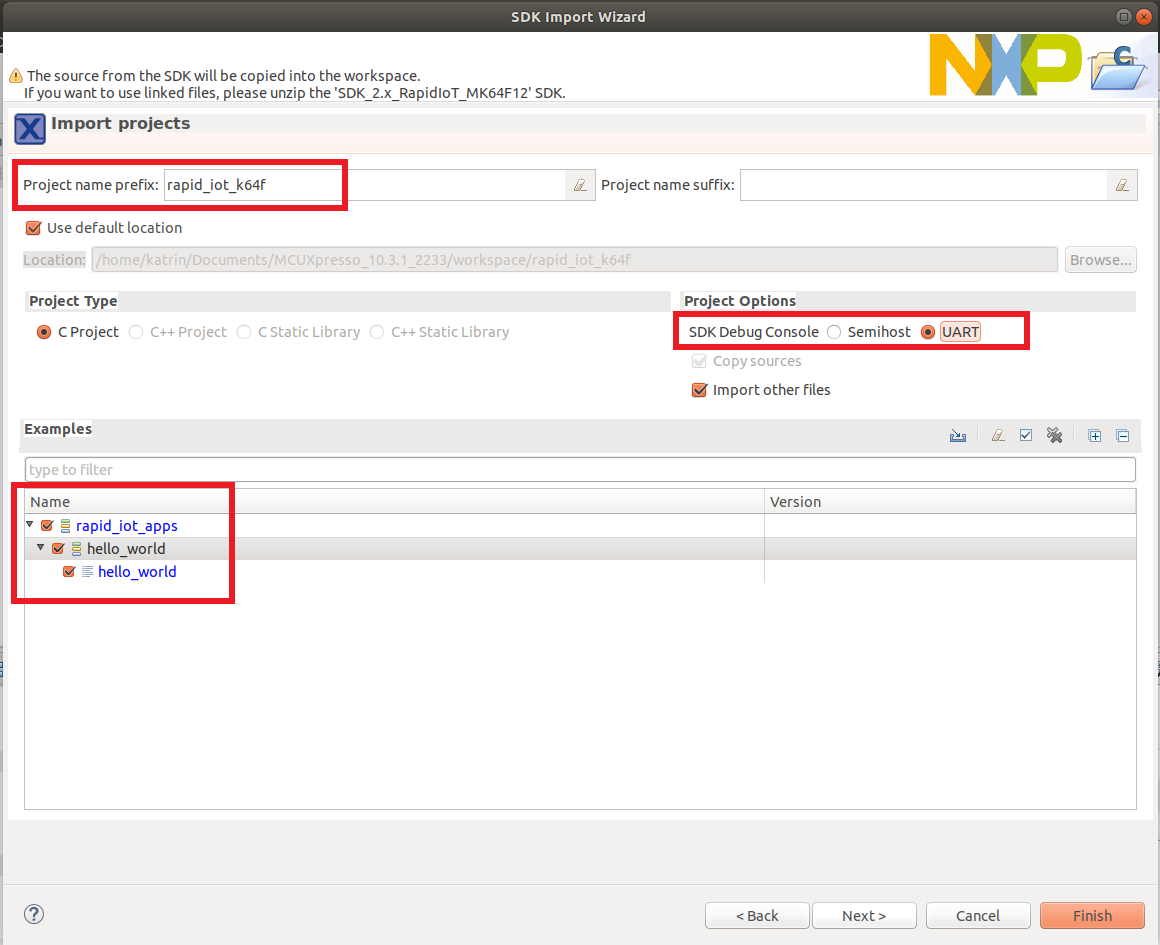 SDK Import Wizard
The source from the SDK will be copied into the workspace.
If you want to use linked files, please unzip the 'SDK_2.x_RapidIoT_MK64F12' SDK.
NXP
C
X
Import projects
Project name prefix: rapid_iot_k64f Project name suffix:
Use default location
Location: /home/katrin/Documents/MCUXpresso_10.3.1_2233/workspace/rapid_iot_k64f Browse...
Project Type Project Options
C Project C++ Project C Static Library C++ Static Library SDK Debug Console Semihost UART
Copy sources
Import other files
Examples
type to filter
Name Version
rapid_iot_apps
hello_world
hello_world
? < Back Next > Cancel Finish